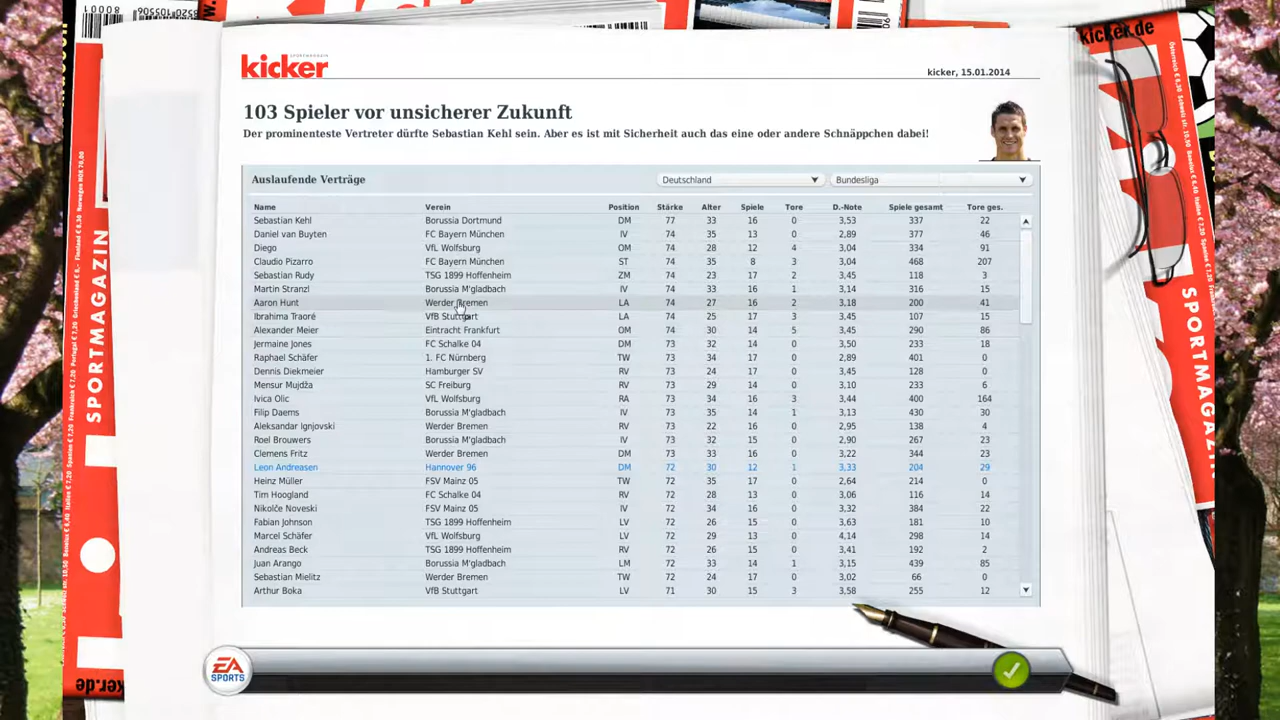 kicker
SPORTMAGAZIN
kicker, 15.01.2014
103 Spieler vor unsicherer Zukunft
Der prominenteste Vertreter dürfte Sebastian Kehl sein. Aber es ist mit Sicherheit auch das eine oder andere Schnäppchen dabei!
Auslaufende Verträge Deutschland Bundesliga
Name Verein Position Stärke Alter Spiele Tore D.-Note Spiele gesamt Tore ges.
Sebastian Kehl Borussia Dortmund DM 77 33 16 0 3,53 337 22
Daniel van Buyten FC Bayern München IV 74 35 13 0 2,89 377 46
Diego VfL Wolfsburg OM 74 28 12 4 3,04 334 91
Claudio Pizarro FC Bayern München ST 74 35 8 3 3,04 468 207
Sebastian Rudy TSG 1899 Hoffenheim ZM 74 23 17 2 3,45 118 3
Martin Stranzl Borussia M'gladbach IV 74 33 16 1 3,14 316 15
Aaron Hunt Werder Bremen LA 74 27 16 2 3,18 200 41
Ibrahima Traoré VfB Stuttgart LA 74 25 17 3 3,45 107 15
Alexander Meier Eintracht Frankfurt OM 74 30 14 5 3,45 290 86
Jermaine Jones FC Schalke 04 DM 73 32 14 0 3,50 233 18
Raphael Schäfer 1. FC Nürnberg TW 73 34 17 0 2,89 401 0
Dennis Diekmeier Hamburger SV RV 73 24 17 0 3,45 128 0
Mensur Mujdža SC Freiburg RV 73 29 14 0 3,10 233 6
Ivica Olic VfL Wolfsburg RA 73 34 16 3 3,44 400 164
Filip Daems Borussia M'gladbach IV 73 35 14 1 3,13 430 30
Aleksandar Ignjovski Werder Bremen RV 73 22 16 0 2,95 138 4
Roel Brouwers Borussia M'gladbach IV 73 32 15 0 2,90 267 23
Clemens Fritz Werder Bremen DM 73 33 16 0 3,22 344 23
Leon Andreasen Hannover 96 DM 72 30 12 1 3,33 204 29
Heinz Müller FSV Mainz 05 TW 72 35 17 0 2,64 214 0
Tim Hoogland FC Schalke 04 RV 72 28 13 0 3,06 116 14
Nikolče Noveski FSV Mainz 05 IV 72 34 16 0 3,32 384 22
Fabian Johnson TSG 1899 Hoffenheim LV 72 26 15 0 3,63 181 10
Marcel Schäfer VfL Wolfsburg LV 72 29 13 0 4,14 298 14
Andreas Beck TSG 1899 Hoffenheim RV 72 26 15 0 3,41 192 2
Juan Arango Borussia M'gladbach LM 72 33 14 1 3,15 439 85
Sebastian Mielitz Werder Bremen TW 72 24 17 0 3,02 66 0
Arthur Boka VfB Stuttgart LV 71 30 15 3 3,58 255 12
EA
SPORTS
SPORTMAGAZIN
kicker.de
SPORTMAGAZIN